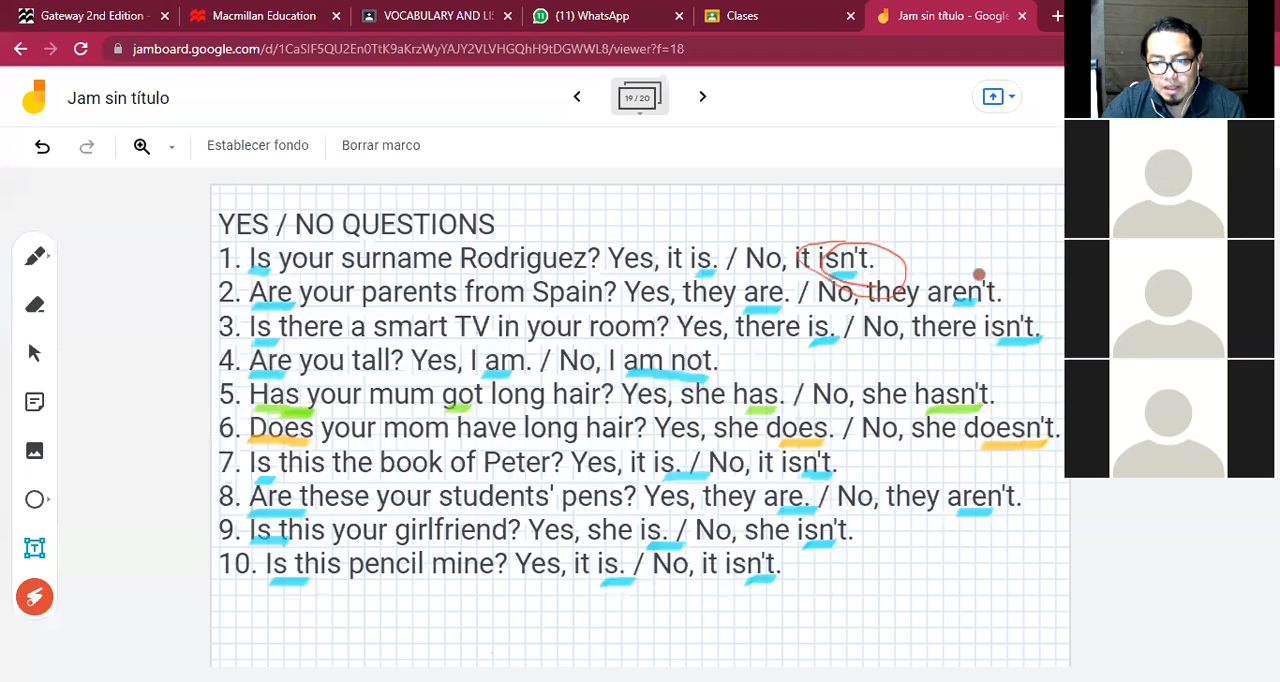 Gateway 2nd Edition -
Macmillan Education
VOCABULARY AND LIS
(11) WhatsApp
Clases
Jam sin título - Google
jamboard.google.com/d/1CaSIF5QU2En0TtK9aKrzWyYAJY2VLVHGQhH9tDGWWL8/viewer?f=18
Jam sin título
19 / 20
Establecer fondo
Borrar marco
YES / NO QUESTIONS
1. Is your surname Rodriguez? Yes, it is. / No, it isn't.
2. Are your parents from Spain? Yes, they are. / No, they aren't.
3. Is there a smart TV in your room? Yes, there is. / No, there isn't.
4. Are you tall? Yes, I am. / No, I am not.
5. Has your mum got long hair? Yes, she has. / No, she hasn't.
6. Does your mom have long hair? Yes, she does. / No, she doesn't.
7. Is this the book of Peter? Yes, it is. / No, it isn't.
8. Are these your students' pens? Yes, they are. / No, they aren't.
9. Is this your girlfriend? Yes, she is. / No, she isn't.
10. Is this pencil mine? Yes, it is. / No, it isn't.